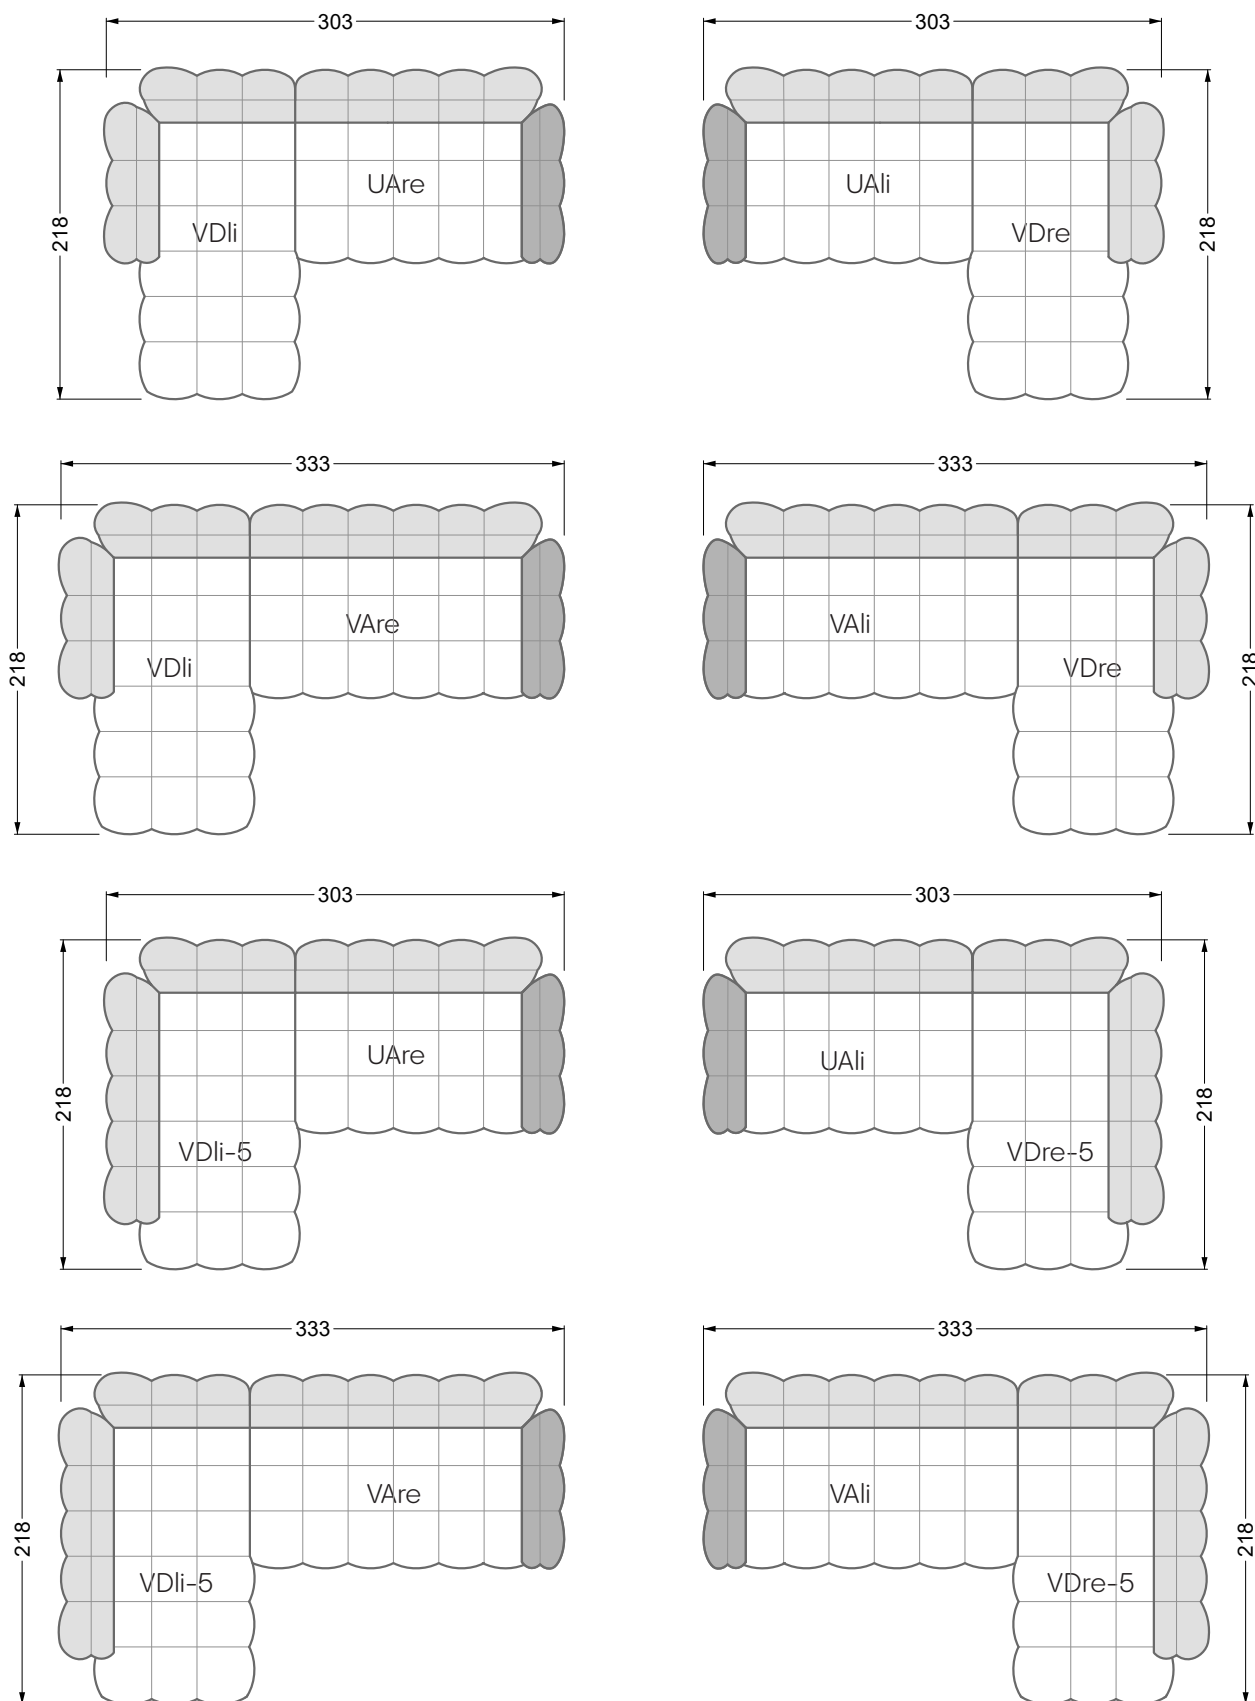 303
303
UAre
UAli
218
VDli
VDre
218
333
333
VAre
VAli
218
VDli
VDre
218
303
303
UAre
UAli
218
218
VDli-5
VDre-5
333
333
VAre
VAli
218
218
VDli-5
VDre-5